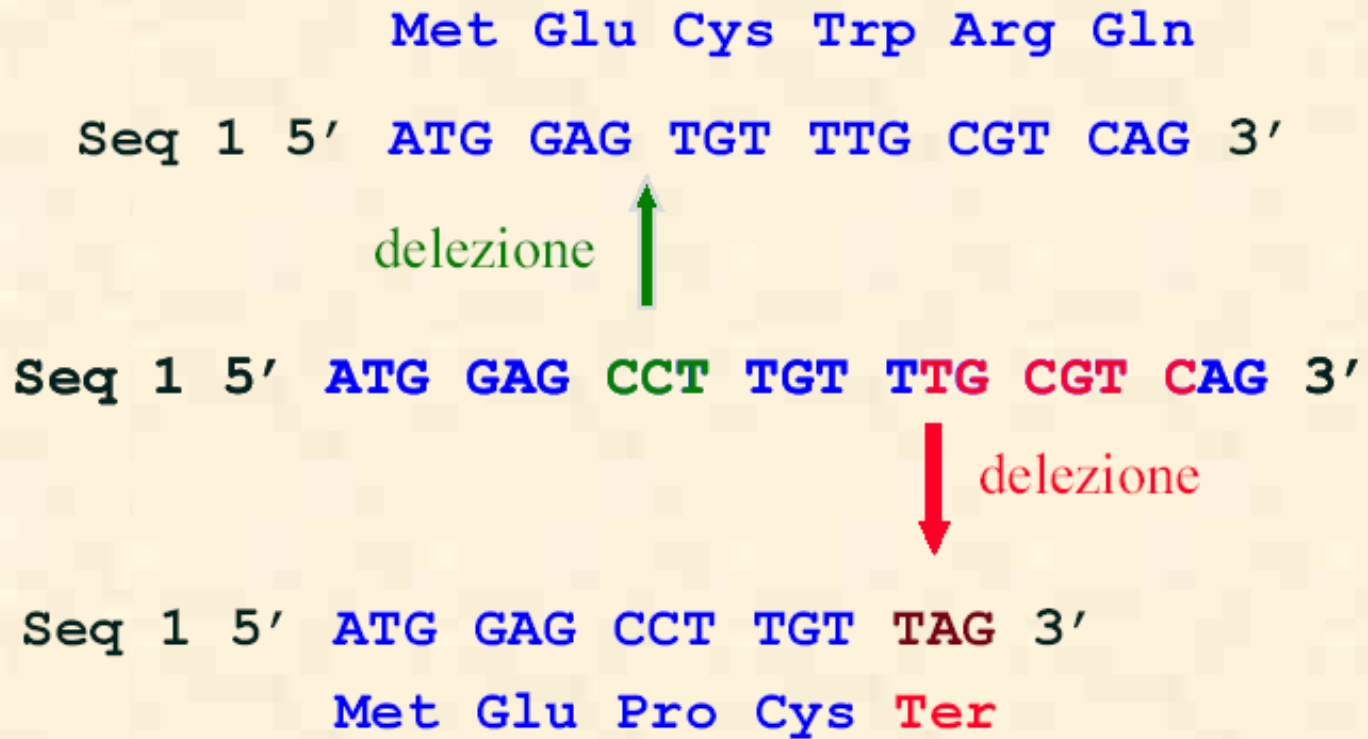 Met Glu Cys Trp Arg Gln
Seq 1 5’ ATG GAG TGT TTG CGT CAG 3’
delezione
Seq 1 5’ ATG GAG CCT TGT TTG CGT CAG 3’
delezione
Seq 1 5’ ATG GAG CCT TGT TAG 3’
Met Glu Pro Cys Ter